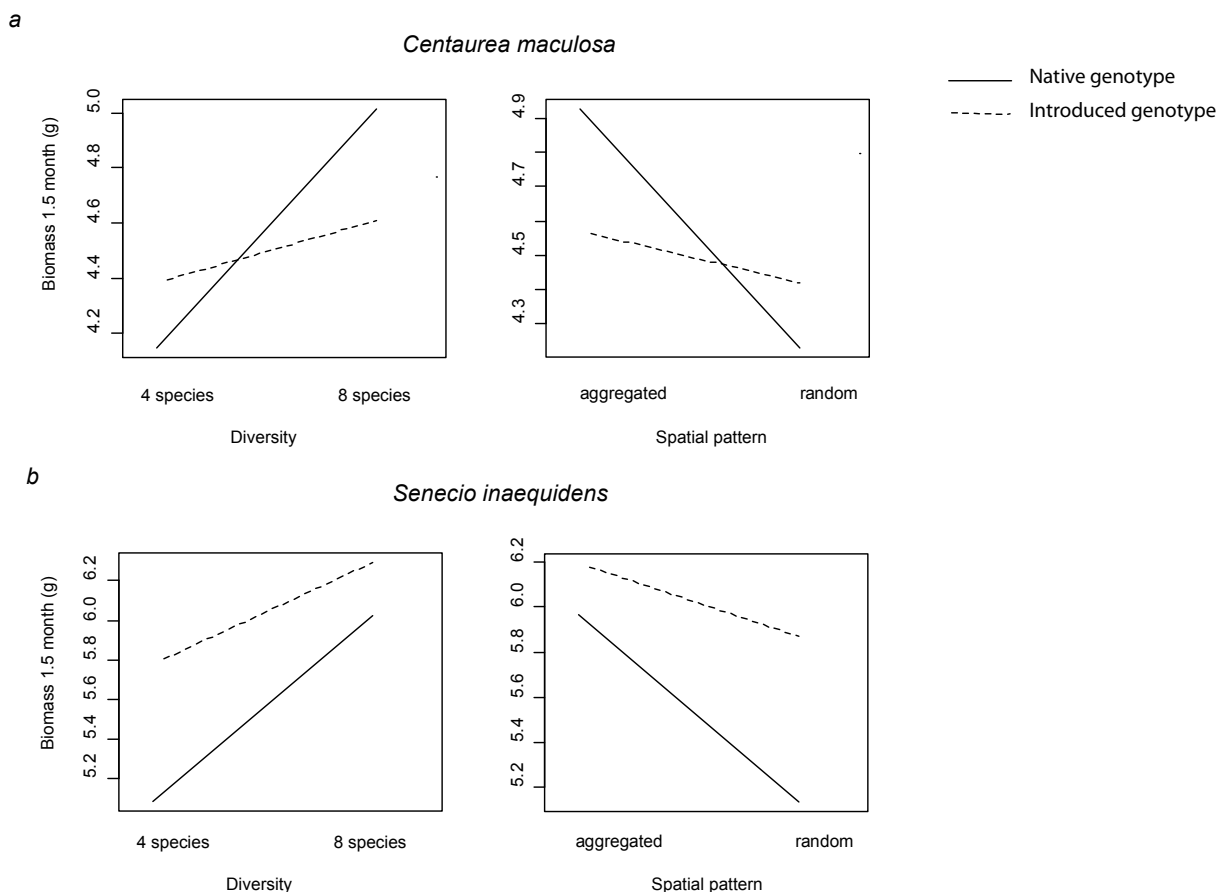 a
Centaurea maculosa
Native genotype
Introduced genotype
Biomass 1.5 month (g)
5.0
4.8
4.6
4.4
4.2
4 species
8 species
Diversity
4.9
4.7
4.5
4.3
aggregated
random
Spatial pattern
b
Senecio inaequidens
Biomass 1.5 month (g)
6.2
6.0
5.8
5.6
5.4
5.2
4 species
8 species
Diversity
6.2
6.0
5.8
5.6
5.4
5.2
aggregated
random
Spatial pattern